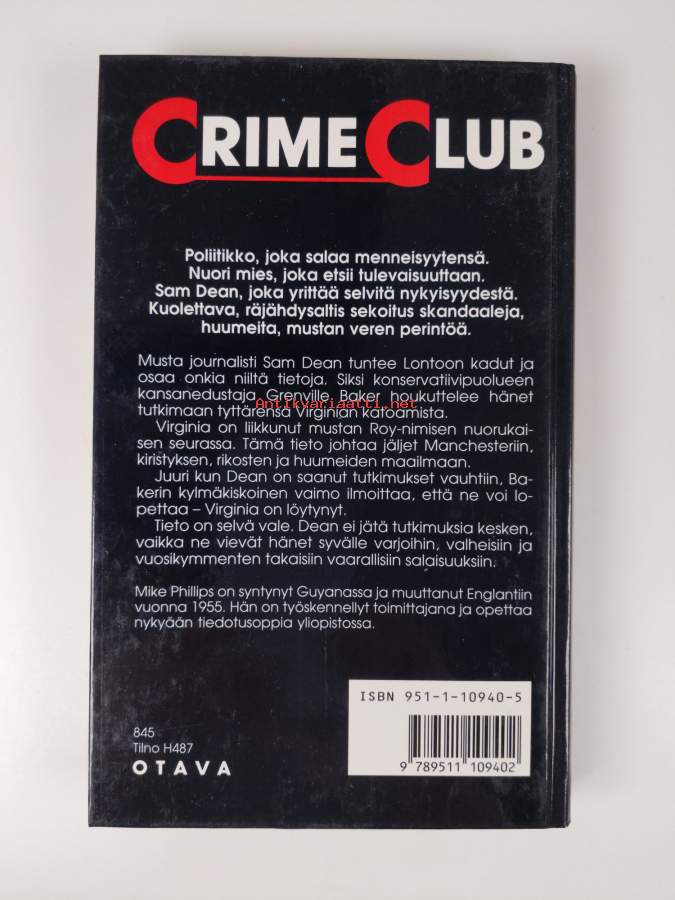 CRIME CLUB
Poliitikko, joka salaa menneisyytensä.
Nuori mies, joka etsii tulevaisuuttaan.
Sam Dean, joka yrittää selvitä nykyisyydestä.
Kuolettava, räjähdysaltis sekoitus skandaaleja,
huumeita, mustan veren perintöä.
Musta journalisti Sam Dean tuntee Lontoon kadut ja
osaa onkia niiltä tietoja. Siksi konservatiivipuolueen
kansanedustaja Grenville Baker houkuttelee hänet
Antikvariaatti.net
tutkimaan tyttärensä Virginian katoamista.
Virginia on liikkunut mustan Roy-nimisen nuorukai-
sen seurassa. Tämä tieto johtaa jäljet Manchesteriin,
kiristyksen, rikosten ja huumeiden maailmaan.
Juuri kun Dean on saanut tutkimukset vauhtiin, Ba-
kerin kylmäkiskoinen vaimo ilmoittaa, että ne voi lo-
pettaa – Virginia on löytynyt.
Tieto on selvä vale. Dean ei jätä tutkimuksia kesken,
vaikka ne vievät hänet syvälle varjoihin, valheisiin ja
vuosikymmenten takaisiin vaarallisiin salaisuuksiin.
Mike Phillips on syntynyt Guyanassa ja muuttanut Englantiin
vuonna 1955. Hän on työskennellyt toimittajana ja opettaa
nykyään tiedotusoppia yliopistossa.
ISBN 951-1-10940-5
9 789511 109402
845
Tilno H487
OTAVA